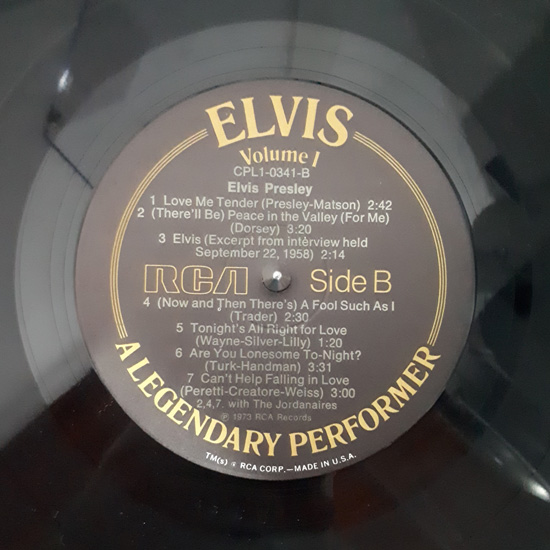 ELVIS
Volume 1
CPL1-0341-B
Elvis Presley
1 Love Me Tender (Presley-Matson) 2:42
2 (There'll Be) Peace in the Valley (For Me)
(Dorsey) 3:20
3 Elvis (Excerpt from interview held
September 22, 1958) 2:14
RCA Side B
4 (Now and Then There's) A Fool Such As I
(Trader) 2:30
5 Tonight's All Right for Love
(Wayne-Silver-Lilly) 1:20
6 Are You Lonesome To-Night?
(Turk-Handman) 3:31
7 Can't Help Falling in Love
(Peretti-Creatore-Weiss) 3:00
2,4,7. with The Jordanaires
℗ 1973 RCA Records
A LEGENDARY PERFORMER
TM(s) ® RCA CORP.—MADE IN U.S.A.